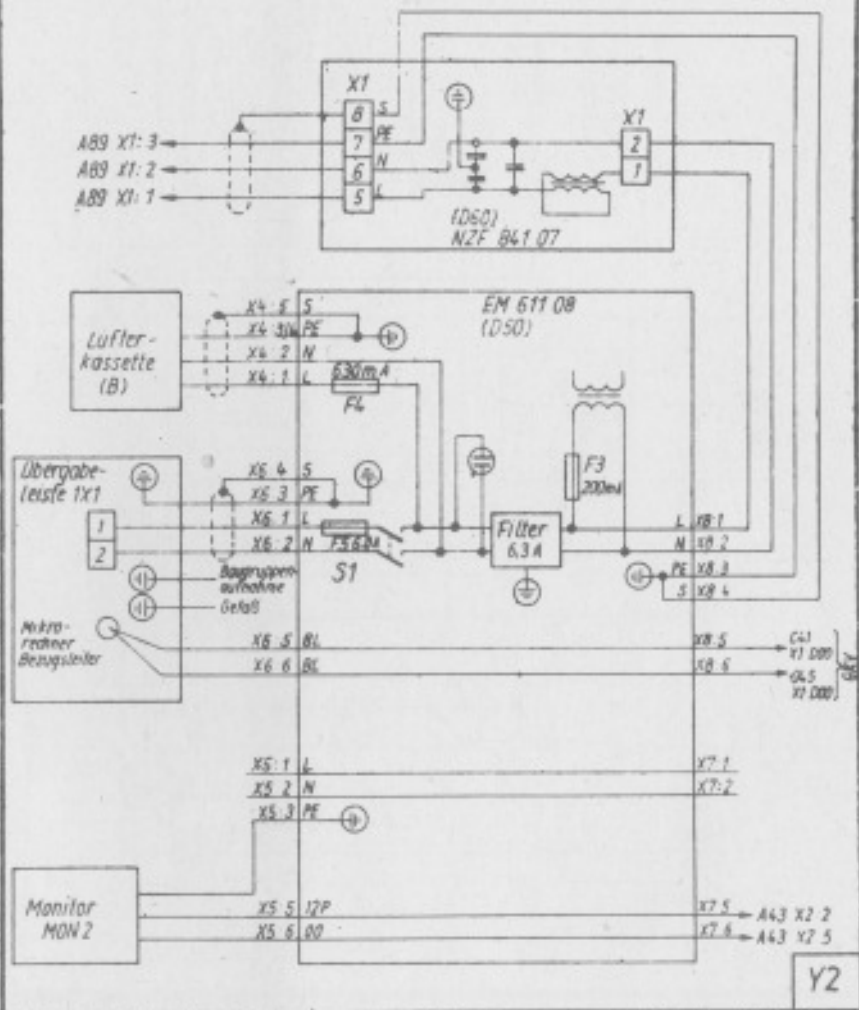 X1
8 S
7 PE
6 N
5 L
A89 X1:3
A89 X1:2
A89 X1:1
X1
2
1
(D60)
NZF 841 07
EM 611 08
(D50)
Lüfter-
kassette
(B)
X4:5 S
PE
X4:2 N
X4:1 L
630mA
F4
F3
200mA
Übergabe-
leiste 1X1
1
2
X6 4 S
X6 3 PE
X6 1 L
X6:2 N
S1
Filter
6,3 A
L X8:1
N X8:2
PE X8:3
S X8:4
Baugruppen-
aufnahme
Gefäß
Mikro-
rechner
Bezugsleiter
X6 5 BL
X6 6 BL
X8:5
X8:6
X1 D00
X1 D00
X5:1 L
X5 2 N
X5:3 PE
X7:1
X7:2
Monitor
MON 2
X5 5 12P
X5 6 00
X7.5 A43 X2 2
X7.6 A43 X2 5
Y2